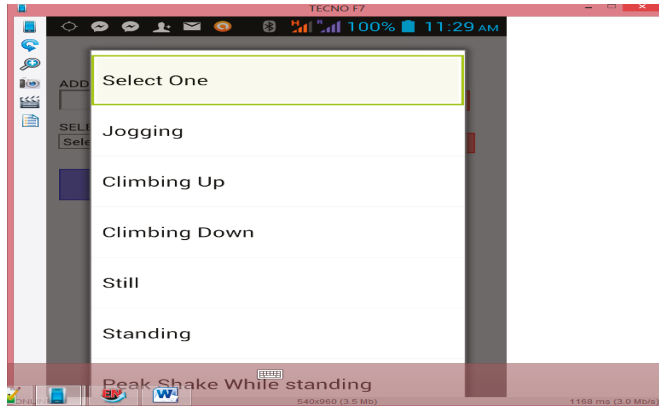 TECNO F7
100% 11:29 AM
ADD
Select One
SELE
Sele
Jogging
Climbing Up
Climbing Down
Still
Standing
Peak Shake While standing
540x960 (3.5 Mb)
1168 ms (3.0 Mb/s)